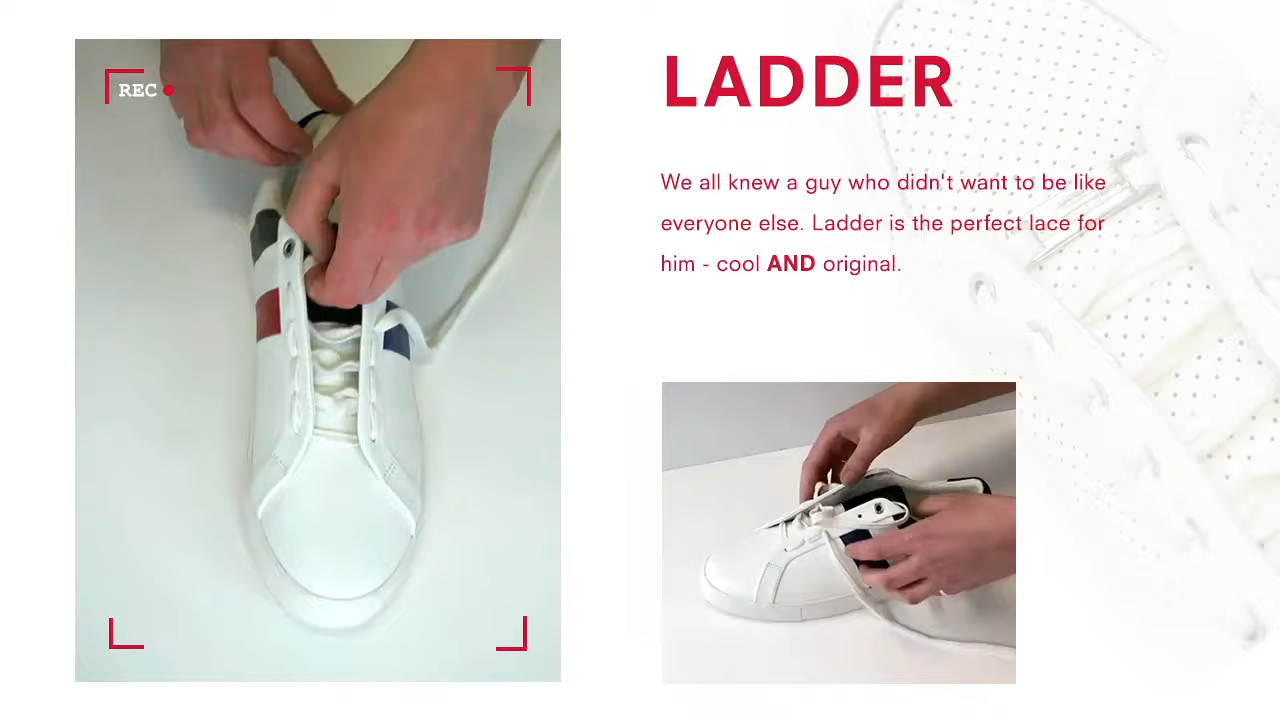 REC
LADDER
We all knew a guy who didn't want to be like
everyone else. Ladder is the perfect lace for
him - cool AND original.